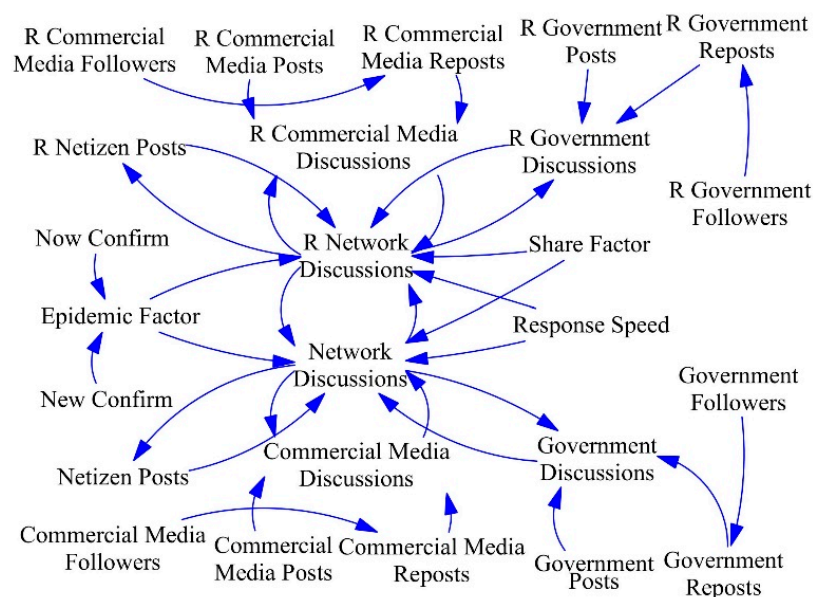 R Commercial
Media Followers
R Commercial
Media Posts
R Commercial
Media Reposts
R Government
Posts
R Government
Reposts
R Netizen Posts
R Commercial Media
Discussions
R Government
Discussions
R Government
Followers
Now Confirm
R Network
Discussions
Share Factor
Epidemic Factor
Response Speed
Network
Discussions
New Confirm
Government
Followers
Netizen Posts
Commercial Media
Discussions
Government
Discussions
Commercial Media
Followers
Commercial
Media Posts
Commercial Media
Reposts
Government
Posts
Government
Reposts